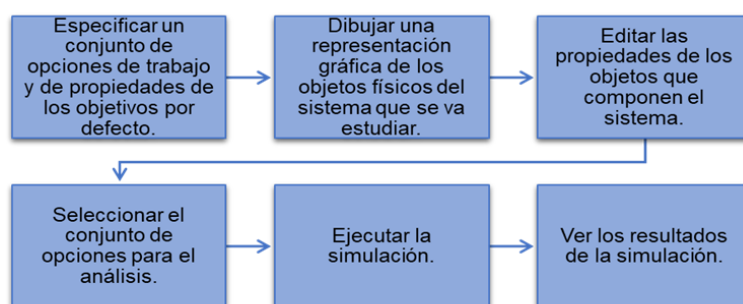 Especificar un
conjunto de
opciones de trabajo
y de propiedades de
los objetivos por
defecto.
Dibujar una
representación
gráfica de los
objetos físicos del
sistema que se va
estudiar.
Editar las
propiedades de los
objetos que
componen el
sistema.
Seleccionar el
conjunto de
opciones para el
análisis.
Ejecutar la
simulación.
Ver los resultados
de la simulación.